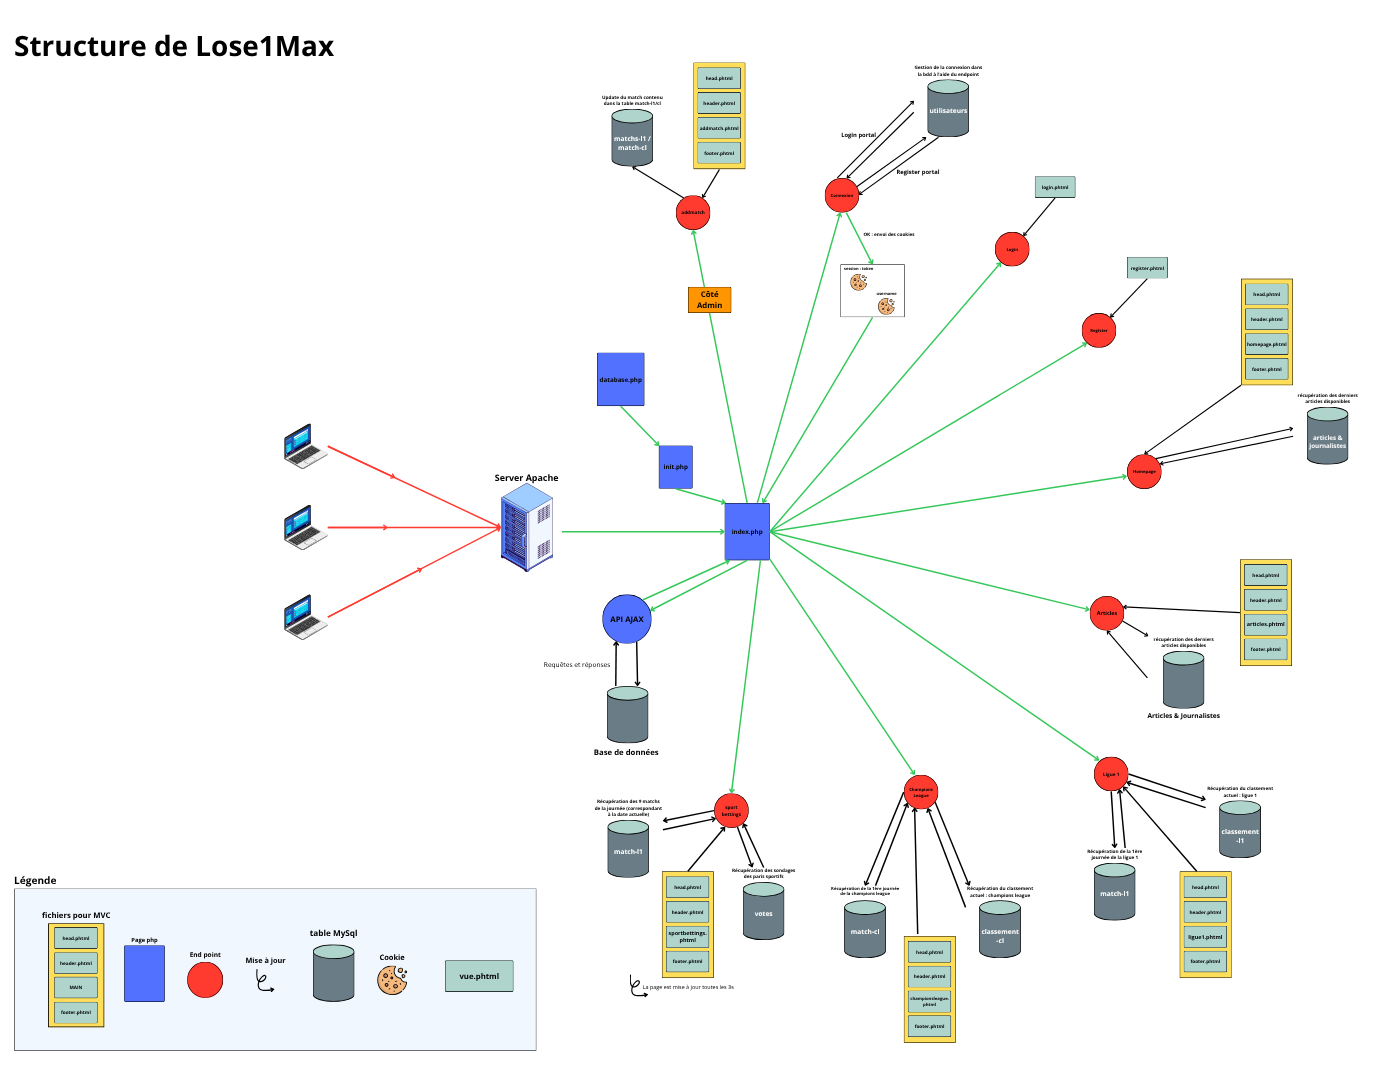 Structure de Lose1Max
Update du match contenu
dans la table match-l1/cl
matchs-l1 /
match-cl
head.phtml
header.phtml
addmatch.phtml
footer.phtml
addmatch
Côté
Admin
Gestion de la connexion dans
la bdd à l'aide du endpoint
utilisateurs
Login portal
Register portal
Connexion
OK : envoi des cookies
session : token
username
login.phtml
Login
register.phtml
Register
head.phtml
header.phtml
homepage.phtml
footer.phtml
récupération des derniers
articles disponibles
articles &
journalistes
Homepage
database.php
init.php
Server Apache
index.php
API AJAX
Requêtes et réponses
Base de données
Articles
head.phtml
header.phtml
articles.phtml
footer.phtml
récupération des derniers
articles disponibles
Articles & Journalistes
Ligue 1
Récupération du classement
actuel : ligue 1
classement
-l1
Récupération de la 1ère
journée de la ligue 1
match-l1
head.phtml
header.phtml
ligue1.phtml
footer.phtml
Champions
League
Récupération de la 1ère journée
de la champions league
match-cl
Récupération du classement
actuel : champions league
classement
-cl
head.phtml
header.phtml
championsleague.
phtml
footer.phtml
Sport
bettings
Récupération des 9 matchs
de la journée (correspondant
à la date actuelle)
match-l1
Récupération des sondages
des paris sportifs
votes
head.phtml
header.phtml
sportbettings.
phtml
footer.phtml
La page est mise à jour toutes les 3s
Légende
fichiers pour MVC
head.phtml
header.phtml
MAIN
footer.phtml
Page php
End point
Mise à jour
table MySql
Cookie
vue.phtml